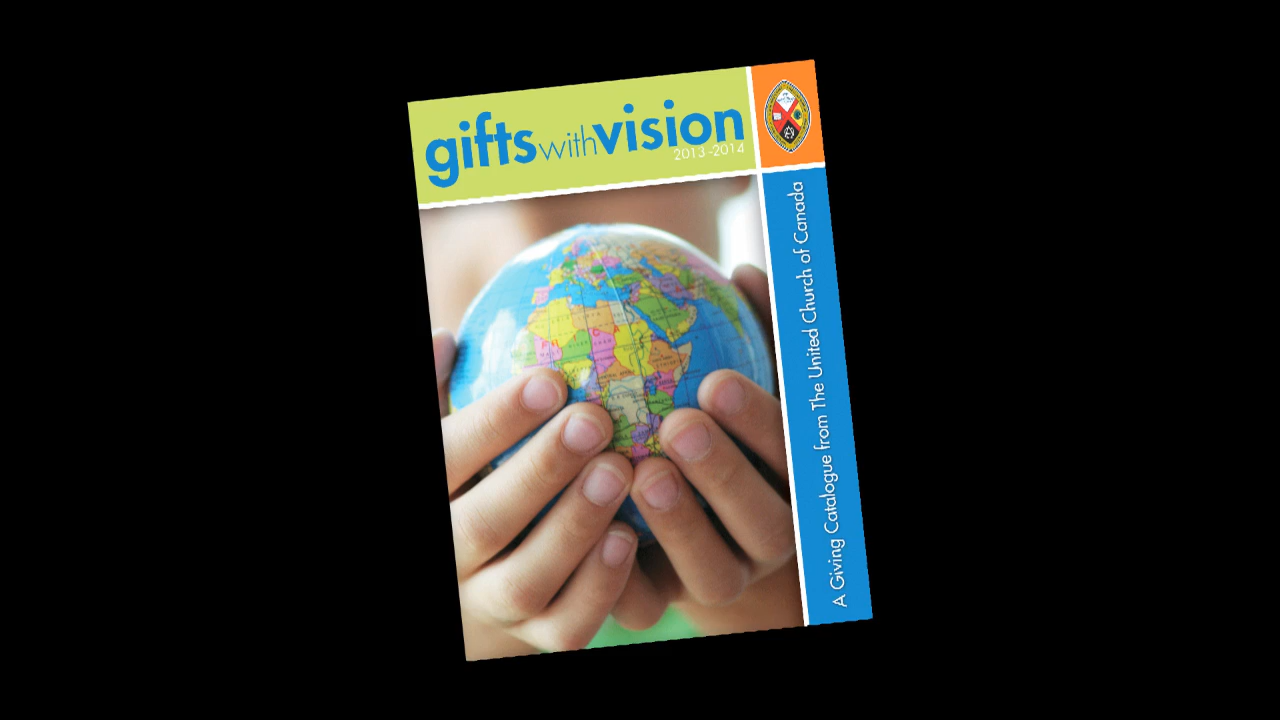 giftswithvision
2013-2014
A Giving Catalogue from The United Church of Canada